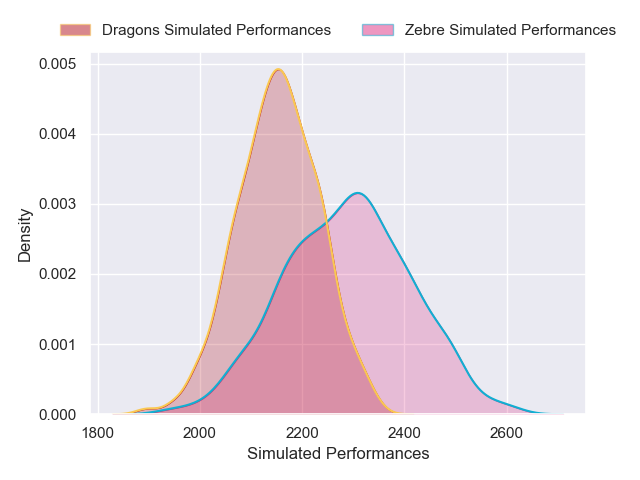 Dragons Simulated Performances Zebre Simulated Performances
0.005
0.004
0.003
0.002
0.001
0.000
Density
1800 2000 2200 2400 2600
Simulated Performances